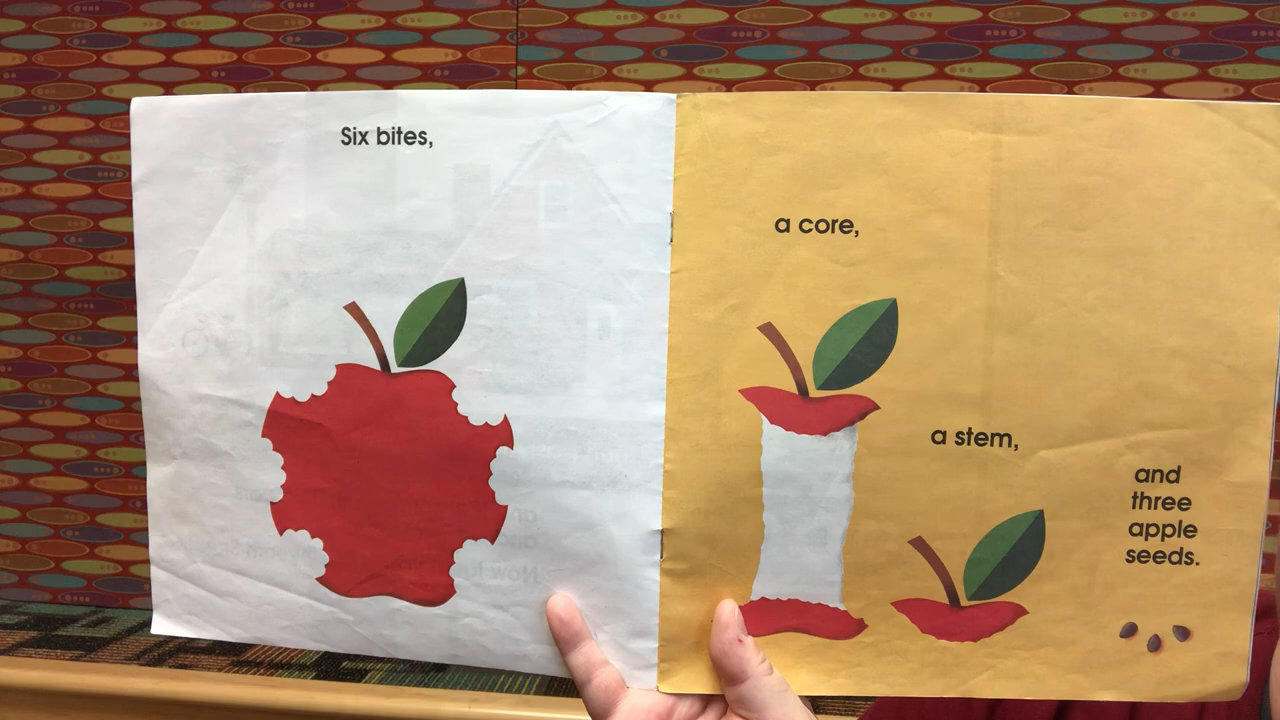 Six bites,
a core,
a stem,
and
three
apple
seeds.